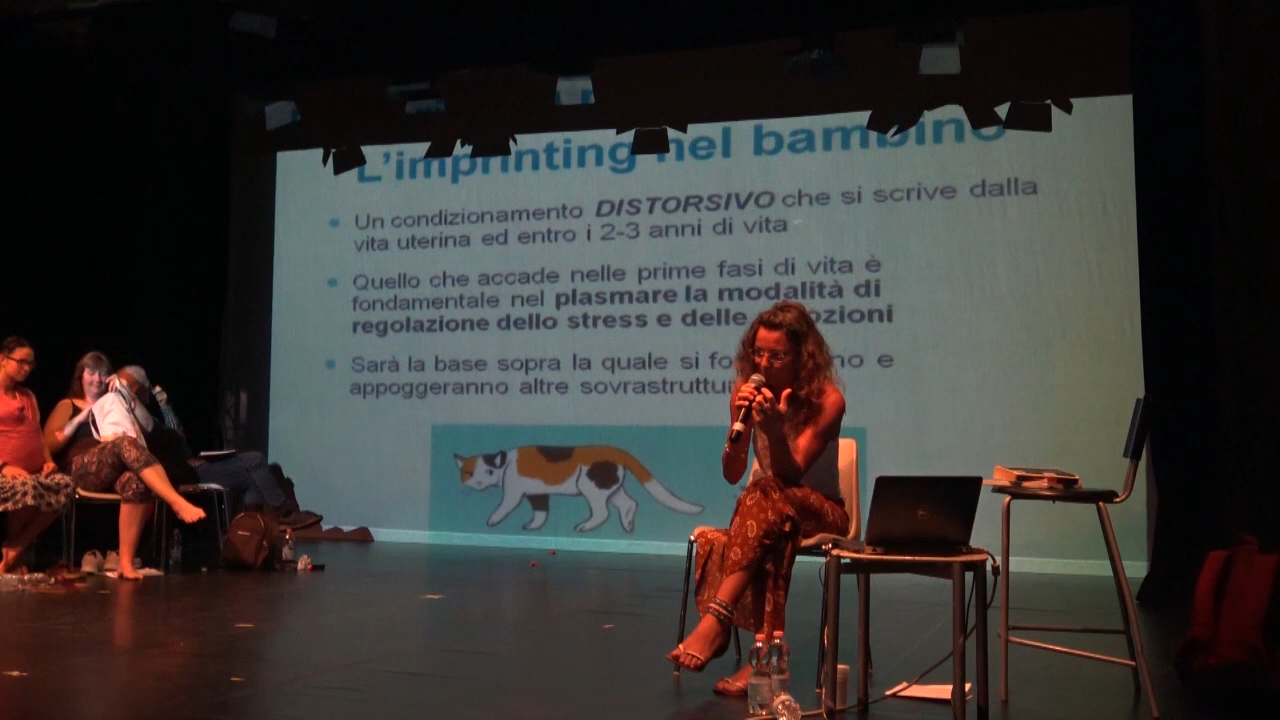 L'imprinting nel bambino
Un condizionamento DISTORSIVO che si scrive dalla
vita uterina ed entro i 2-3 anni di vita
Quello che accade nelle prime fasi di vita è
fondamentale nel plasmare la modalità di
regolazione dello stress e delle
Sarà la base sopra la quale si e
appoggeranno altre